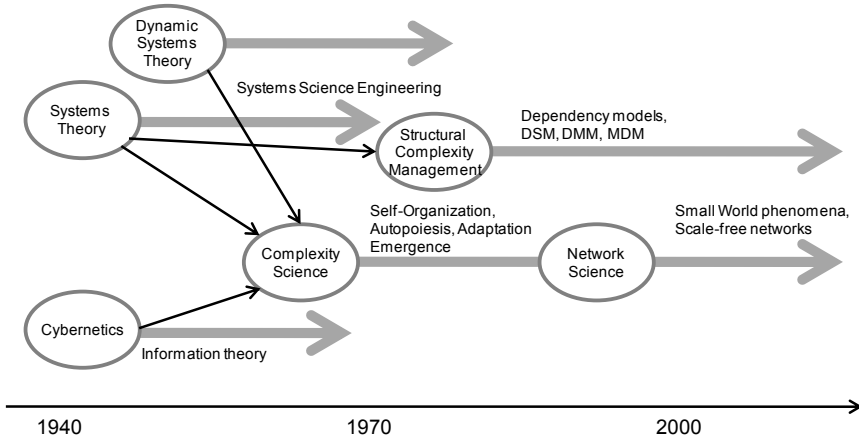 Dynamic
Systems
Theory
Systems Science Engineering
Systems
Theory
Structural
Complexity
Management
Dependency models,
DSM, DMM, MDM
Self-Organization,
Autopoiesis, Adaptation
Emergence
Small World phenomena,
Scale-free networks
Complexity
Science
Network
Science
Cybernetics
Information theory
1940
1970
2000